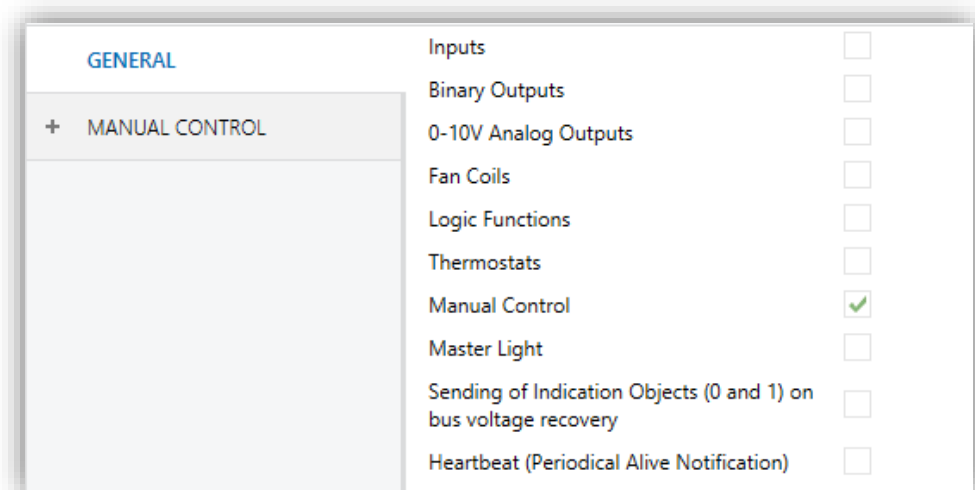 GENERAL
+ MANUAL CONTROL
Inputs
Binary Outputs
0-10V Analog Outputs
Fan Coils
Logic Functions
Thermostats
Manual Control
Master Light
Sending of Indication Objects (0 and 1) on
bus voltage recovery
Heartbeat (Periodical Alive Notification)